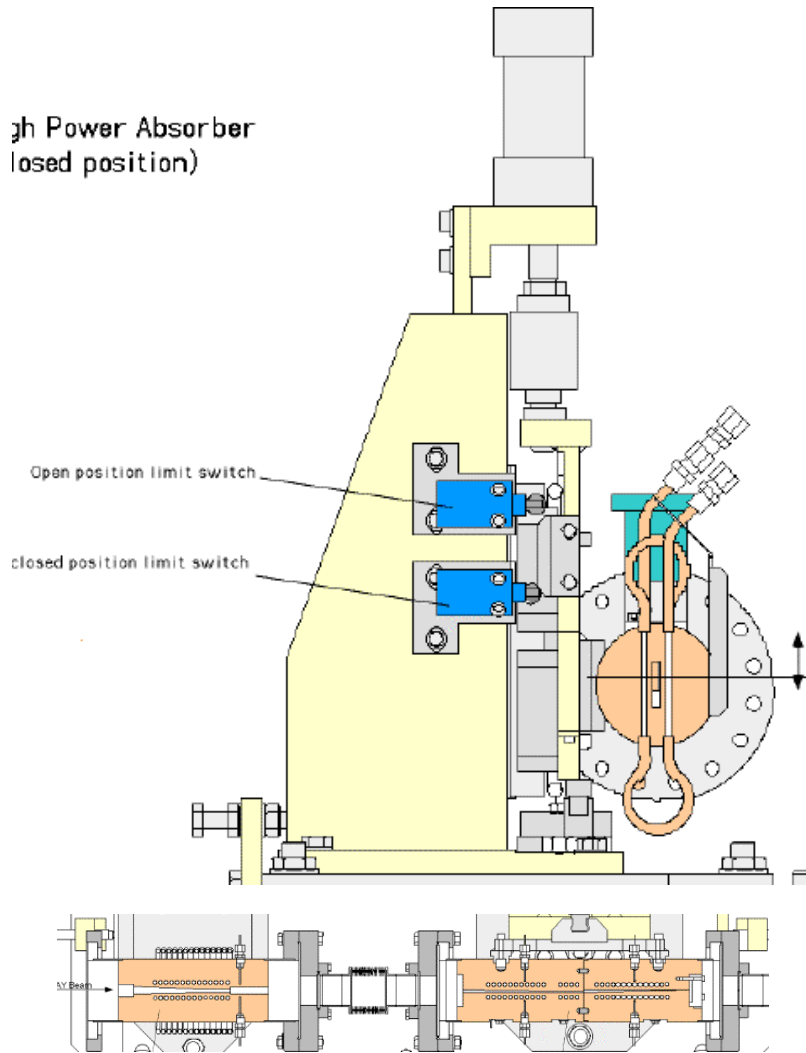 gh Power Absorber
losed position)
Open position limit switch
closed position limit switch
AY Beam